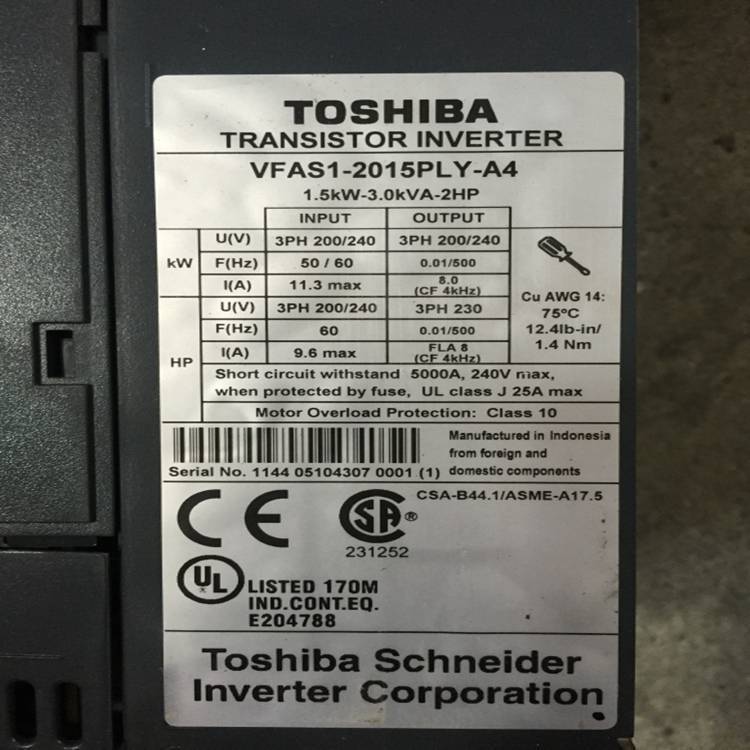 TOSHIBA
TRANSISTOR INVERTER
VFAS1-2015PLY-A4
1.5kW-3.0kVA-2HP
INPUT OUTPUT
kW
U(V) 3PH 200/240 3PH 200/240
F(Hz) 50 / 60 0.01/500
I(A) 11.3 max 8.0
(CF 4kHz)
HP
U(V) 3PH 200/240 3PH 230
F(Hz) 60 0.01/500
I(A) 9.6 max FLA 8
(CF 4kHz)
Cu AWG 14:
75°C
12.4lb-in/
1.4 Nm
Short circuit withstand 5000A, 240V max,
when protected by fuse, UL class J 25A max
Motor Overload Protection: Class 10
Serial No. 1144 05104307 0001 (1)
Manufactured in Indonesia
from foreign and
domestic components
CE
SA ®
231252
CSA-B44.1/ASME-A17.5
UL
LISTED 170M
IND.CONT.EQ.
E204788
Toshiba Schneider
Inverter Corporation